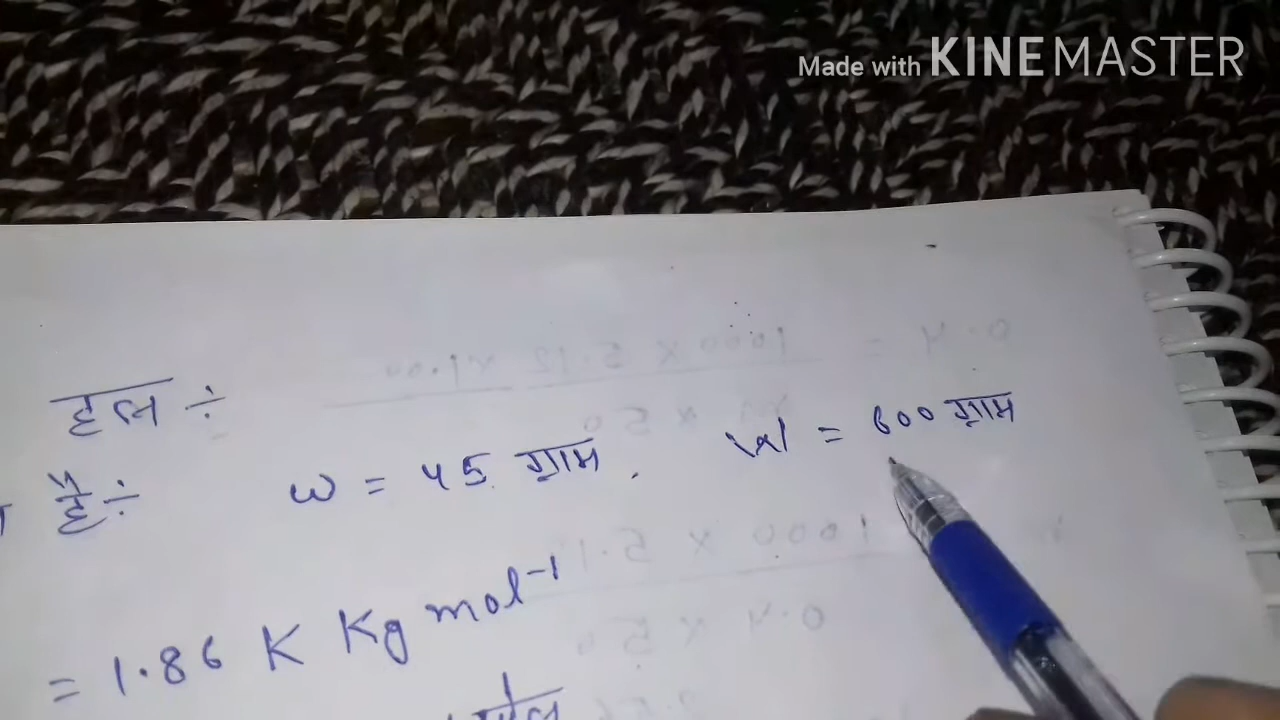 Made with KINEMASTER
हल ÷
हैं ÷ w = 45 ग्राम, W = 600 ग्राम
= 1.86 K Kg mol⁻¹